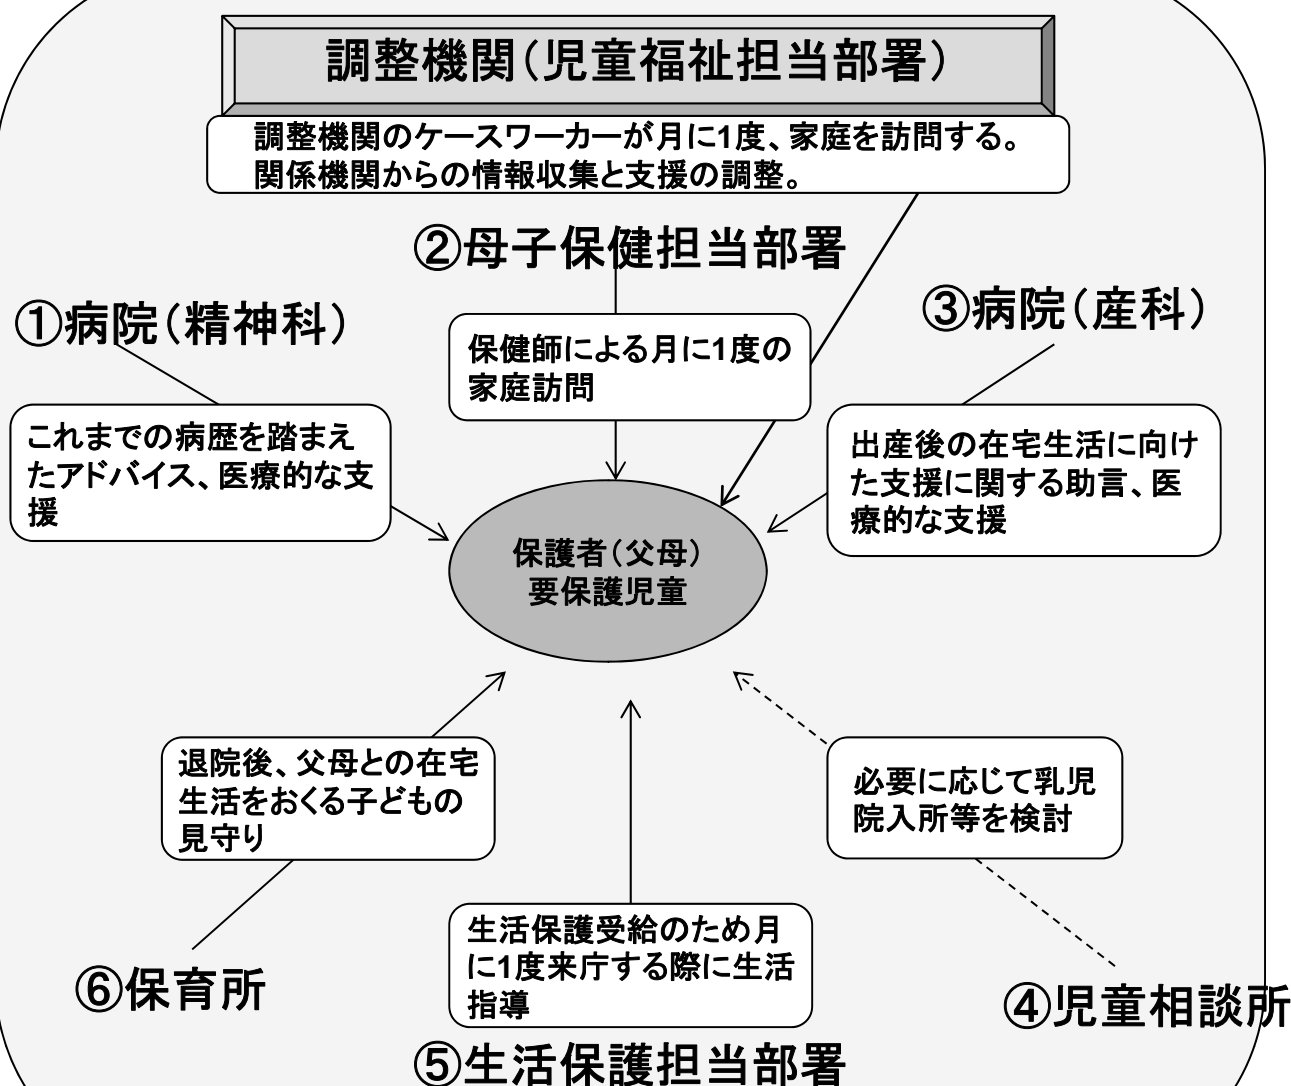 調整機関(児童福祉担当部署)
調整機関のケースワーカーが月に1度、家庭を訪問する。
関係機関からの情報収集と支援の調整。
②母子保健担当部署
①病院(精神科)
③病院(産科)
保健師による月に1度の
家庭訪問
これまでの病歴を踏まえ
たアドバイス、医療的な支
援
出産後の在宅生活に向け
た支援に関する助言、医
療的な支援
保護者(父母)
要保護児童
退院後、父母との在宅
生活をおくる子どもの
見守り
必要に応じて乳児
院入所等を検討
生活保護受給のため月
に1度来庁する際に生活
指導
⑥保育所
④児童相談所
⑤生活保護担当部署